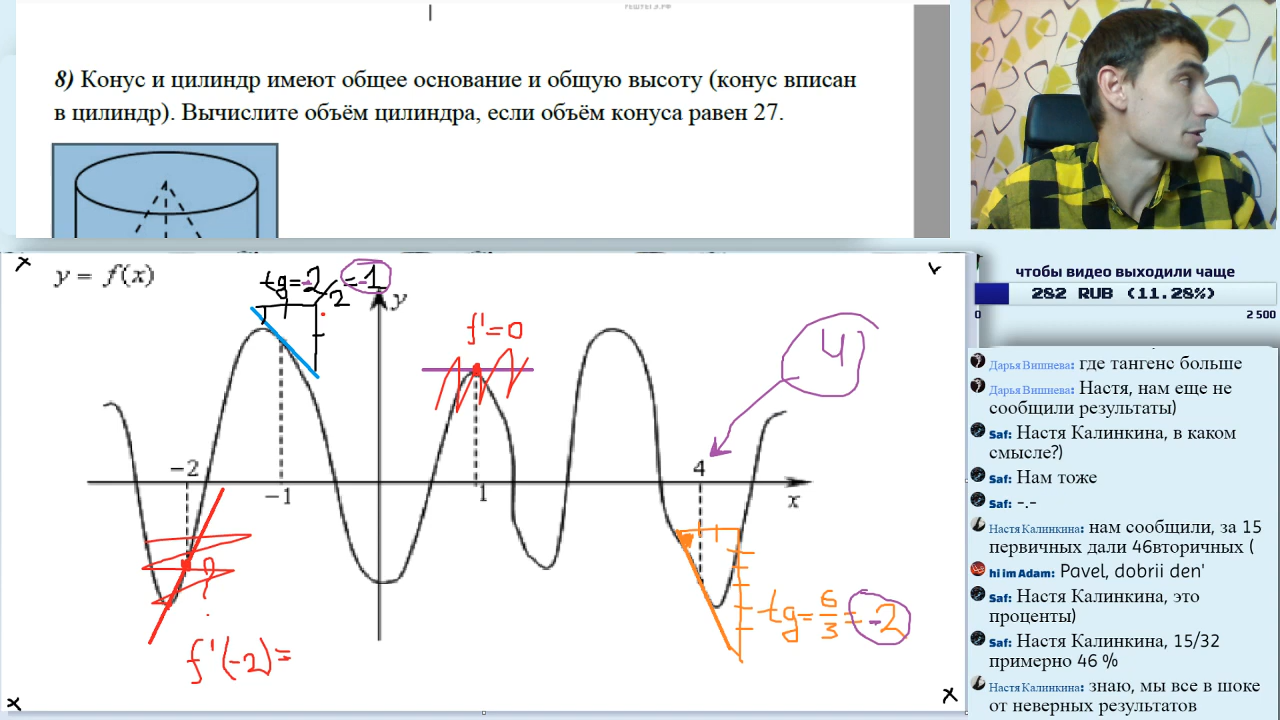 РЕШУЕГЭ.РФ
8) Конус и цилиндр имеют общее основание и общую высоту (конус вписан
в цилиндр). Вычислите объём цилиндра, если объём конуса равен 27.
y = f(x)
tg=-2/2=-1
y
f'=0
4
-2
-1
1
4
x
?
f'(-2)=
tg=6/3=-2
чтобы видео выходили чаще
282 RUB (11.28%)
0
2 500
Дарья Вишнева: где тангенс больше
Дарья Вишнева: Настя, нам еще не
сообщили результаты)
Saf: Настя Калинкина, в каком
смысле?)
Saf: Нам тоже
Saf: -.-
Настя Калинкина: нам сообщили, за 15
первичных дали 46вторичных (
hi im Adam: Pavel, dobrii den'
Saf: Настя Калинкина, это
проценты)
Saf: Настя Калинкина, 15/32
примерно 46 %
Настя Калинкина: знаю, мы все в шоке
от неверных результатов